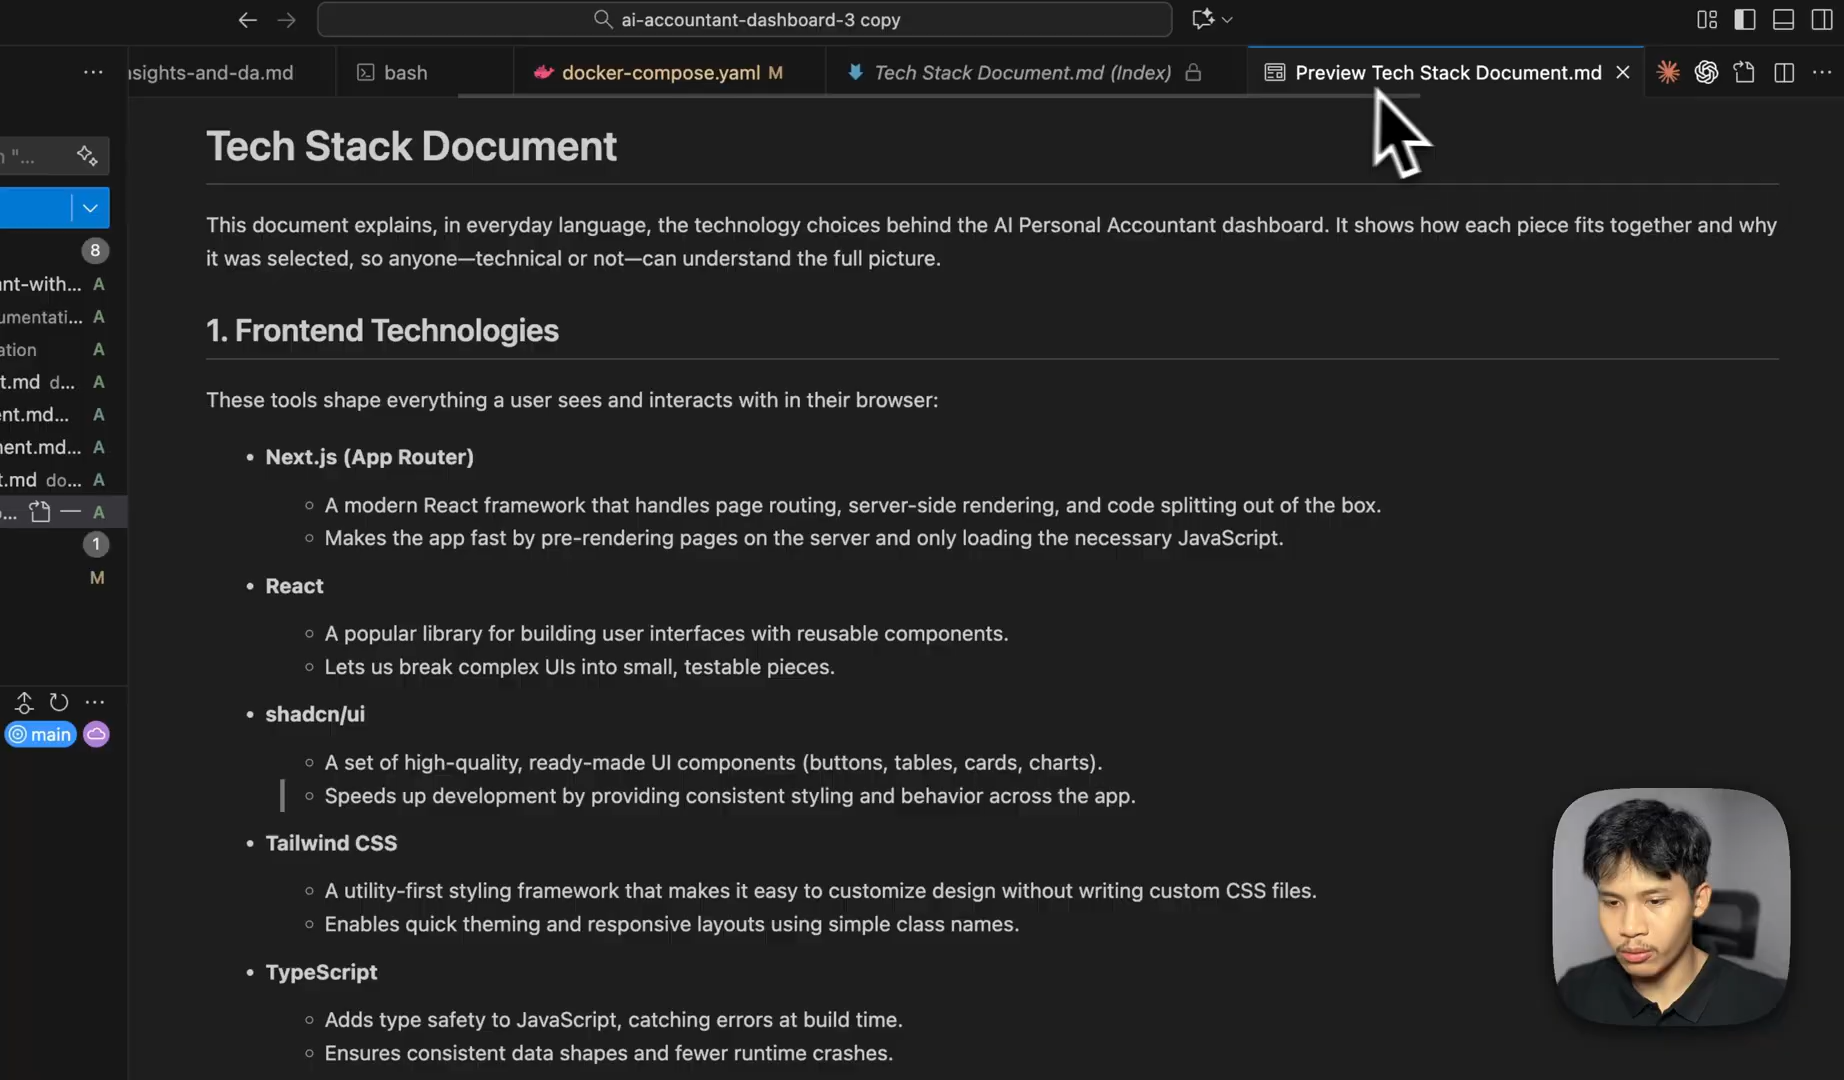 ai-accountant-dashboard-3 copy
sights-and-da.md
bash
docker-compose.yaml M
Tech Stack Document.md (Index)
Preview Tech Stack Document.md
8
nt-with... A
umentati... A
ation A
t.md d... A
ent.md... A
ent.md... A
t.md do... A
A
1
M
main
Tech Stack Document
This document explains, in everyday language, the technology choices behind the AI Personal Accountant dashboard. It shows how each piece fits together and why
it was selected, so anyone—technical or not—can understand the full picture.
1. Frontend Technologies
These tools shape everything a user sees and interacts with in their browser:
• Next.js (App Router)
◦ A modern React framework that handles page routing, server-side rendering, and code splitting out of the box.
◦ Makes the app fast by pre-rendering pages on the server and only loading the necessary JavaScript.
• React
◦ A popular library for building user interfaces with reusable components.
◦ Lets us break complex UIs into small, testable pieces.
• shadcn/ui
◦ A set of high-quality, ready-made UI components (buttons, tables, cards, charts).
◦ Speeds up development by providing consistent styling and behavior across the app.
• Tailwind CSS
◦ A utility-first styling framework that makes it easy to customize design without writing custom CSS files.
◦ Enables quick theming and responsive layouts using simple class names.
• TypeScript
◦ Adds type safety to JavaScript, catching errors at build time.
◦ Ensures consistent data shapes and fewer runtime crashes.